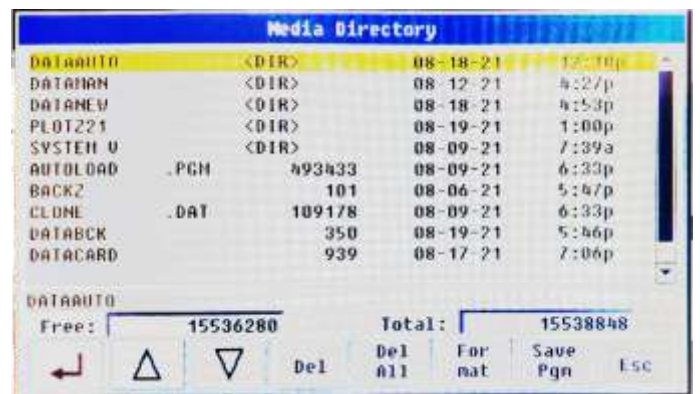 Media Directory
DATAAUTO <DIR> 08-18-21 12:10p
DATAMAN <DIR> 08-12-21 4:27p
DATANEW <DIR> 08-18-21 4:53p
PLOTZ21 <DIR> 08-19-21 1:00p
SYSTEM V <DIR> 08-09-21 7:39a
AUTOLOAD .PGM 493433 08-09-21 6:33p
BACKZ 101 08-06-21 5:47p
CLONE .DAT 109178 08-09-21 6:33p
DATABCK 350 08-19-21 5:46p
DATACARD 939 08-17-21 7:06p
DATAAUTO
Free: 15536280 Total: 15538848
Del Del All For mat Save Pgm Esc